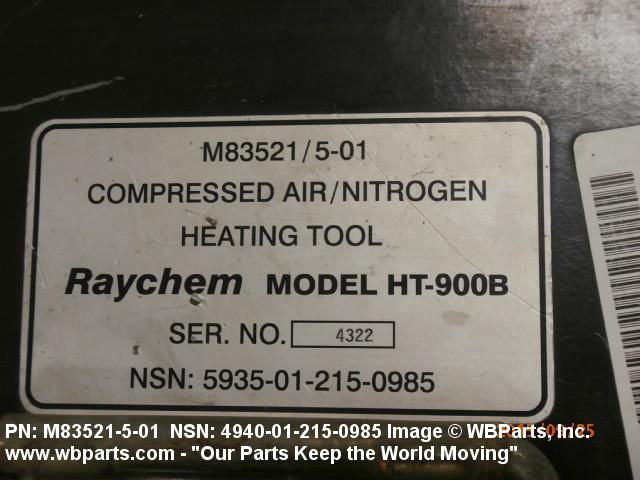 M83521/5-01
COMPRESSED AIR/NITROGEN
HEATING TOOL
Raychem MODEL HT-900B
SER. NO. 4322
NSN: 5935-01-215-0985
PN: M83521-5-01 NSN: 4940-01-215-0985 Image © WBParts, Inc.
www.wbparts.com - "Our Parts Keep the World Moving"